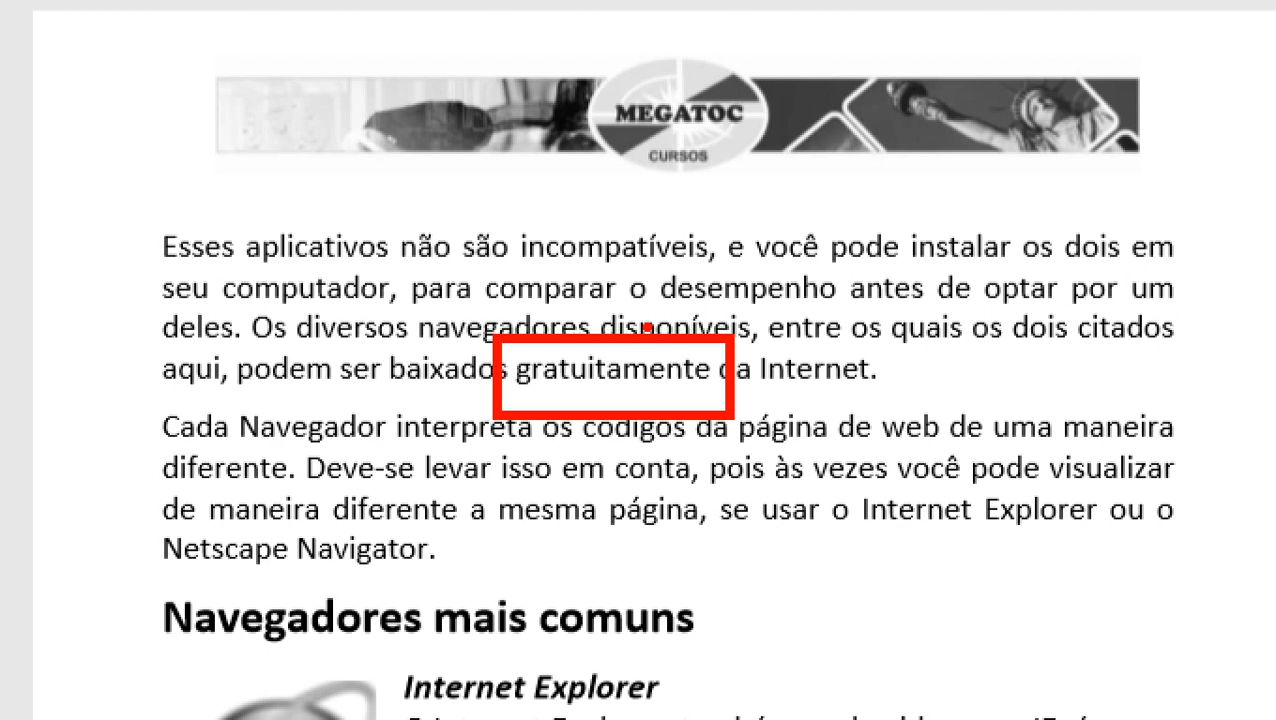 MEGATOC
CURSOS
Esses aplicativos não são incompatíveis, e você pode instalar os dois em
seu computador, para comparar o desempenho antes de optar por um
deles. Os diversos navegadores disponíveis, entre os quais os dois citados
aqui, podem ser baixados gratuitamente da Internet.
Cada Navegador interpreta os códigos da página de web de uma maneira
diferente. Deve-se levar isso em conta, pois às vezes você pode visualizar
de maneira diferente a mesma página, se usar o Internet Explorer ou o
Netscape Navigator.
Navegadores mais comuns
Internet Explorer